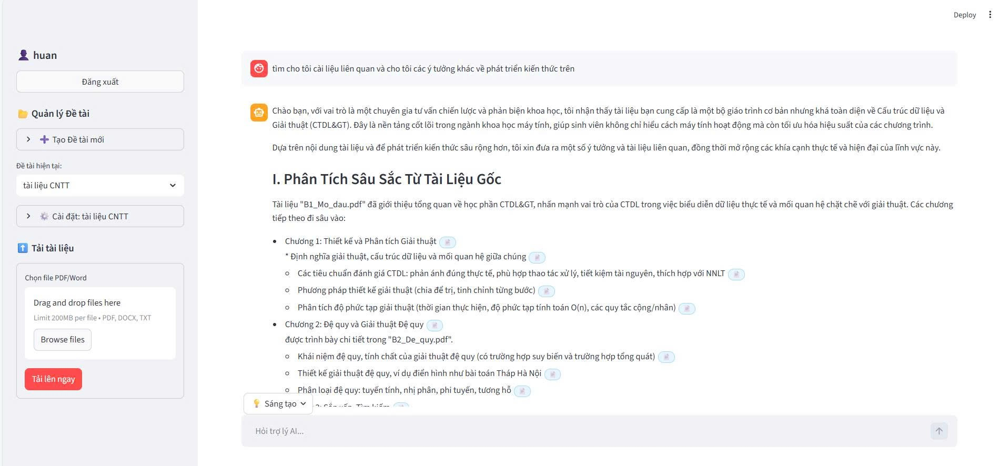 Deploy
huan
Đăng xuất
Quản lý Đề tài
Tạo Đề tài mới
Đề tài hiện tại:
tài liệu CNTT
Cài đặt: tài liệu CNTT
Tải tài liệu
Chọn file PDF/Word
Drag and drop files here
Limit 200MB per file • PDF, DOCX, TXT
Browse files
Tải lên ngay
tìm cho tôi cài liệu liên quan và cho tôi các ý tưởng khác về phát triển kiến thức trên
Chào bạn, với vai trò là một chuyên gia tư vấn chiến lược và phản biện khoa học, tôi nhận thấy tài liệu bạn cung cấp là một bộ giáo trình cơ bản nhưng khá toàn diện về Cấu trúc dữ liệu và
Giải thuật (CTDL&GT). Đây là nền tảng cốt lõi trong ngành khoa học máy tính, giúp sinh viên không chỉ hiểu cách máy tính hoạt động mà còn tối ưu hóa hiệu suất của các chương trình.
Dựa trên nội dung tài liệu và để phát triển kiến thức sâu rộng hơn, tôi xin đưa ra một số ý tưởng và tài liệu liên quan, đồng thời mở rộng các khía cạnh thực tế và hiện đại của lĩnh vực này.
I. Phân Tích Sâu Sắc Từ Tài Liệu Gốc
Tài liệu "B1_Mo_dau.pdf" đã giới thiệu tổng quan về học phần CTDL&GT, nhấn mạnh vai trò của CTDL trong việc biểu diễn dữ liệu thực tế và mối quan hệ chặt chẽ với giải thuật. Các chương
tiếp theo đi sâu vào:
• Chương 1: Thiết kế và Phân tích Giải thuật
* Định nghĩa giải thuật, cấu trúc dữ liệu và mối quan hệ giữa chúng
○ Các tiêu chuẩn đánh giá CTDL: phản ánh đúng thực tế, phù hợp thao tác xử lý, tiết kiệm tài nguyên, thích hợp với NNLT
○ Phương pháp thiết kế giải thuật (chia để trị, tinh chỉnh từng bước)
○ Phân tích độ phức tạp giải thuật (thời gian thực hiện, độ phức tạp tính toán O(n), các quy tắc cộng/nhân)
• Chương 2: Đệ quy và Giải thuật Đệ quy
được trình bày chi tiết trong "B2_De_quy.pdf".
○ Khái niệm đệ quy, tính chất của giải thuật đệ quy (có trường hợp suy biến và trường hợp tổng quát)
○ Thiết kế giải thuật đệ quy, ví dụ điển hình như bài toán Tháp Hà Nội
○ Phân loại đệ quy: tuyến tính, nhị phân, phi tuyến, tương hỗ
Sáng tạo
Hỏi trợ lý AI...